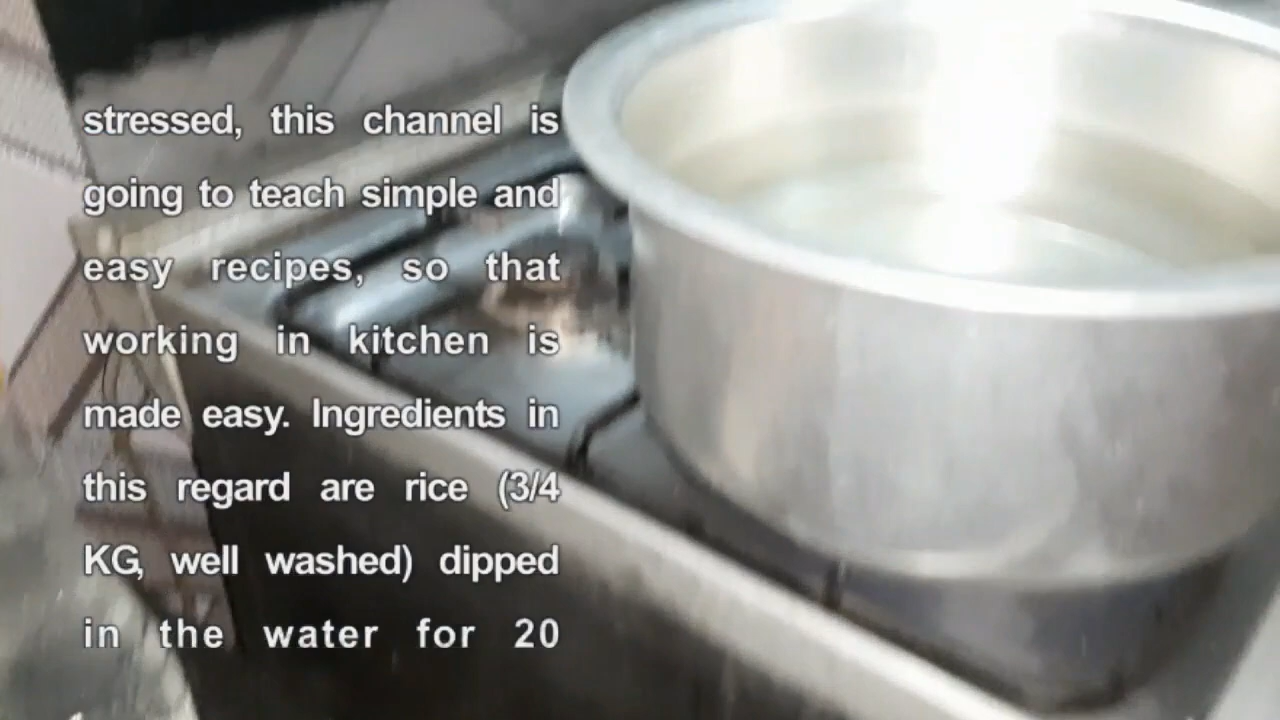 stressed, this channel is
going to teach simple and
easy recipes, so that
working in kitchen is
made easy. Ingredients in
this regard are rice (3/4
KG, well washed) dipped
in the water for 20